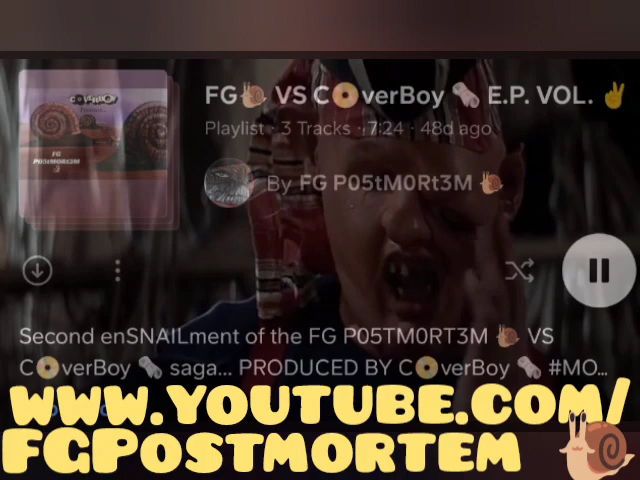 FG🐌 VS C📀verBoy 🗞️ E.P. VOL. ✌️
Playlist · 3 Tracks · 7:24 · 48d ago
By FG P05tM0Rt3M 🐌
Second enSNAILment of the FG P05TM0RT3M 🐌 VS
C📀verBoy 🗞️ saga... PRODUCED BY C📀verBoy 🗞️ #MO...
WWW.YOUTUBE.COM/
FGPOSTMORTEM